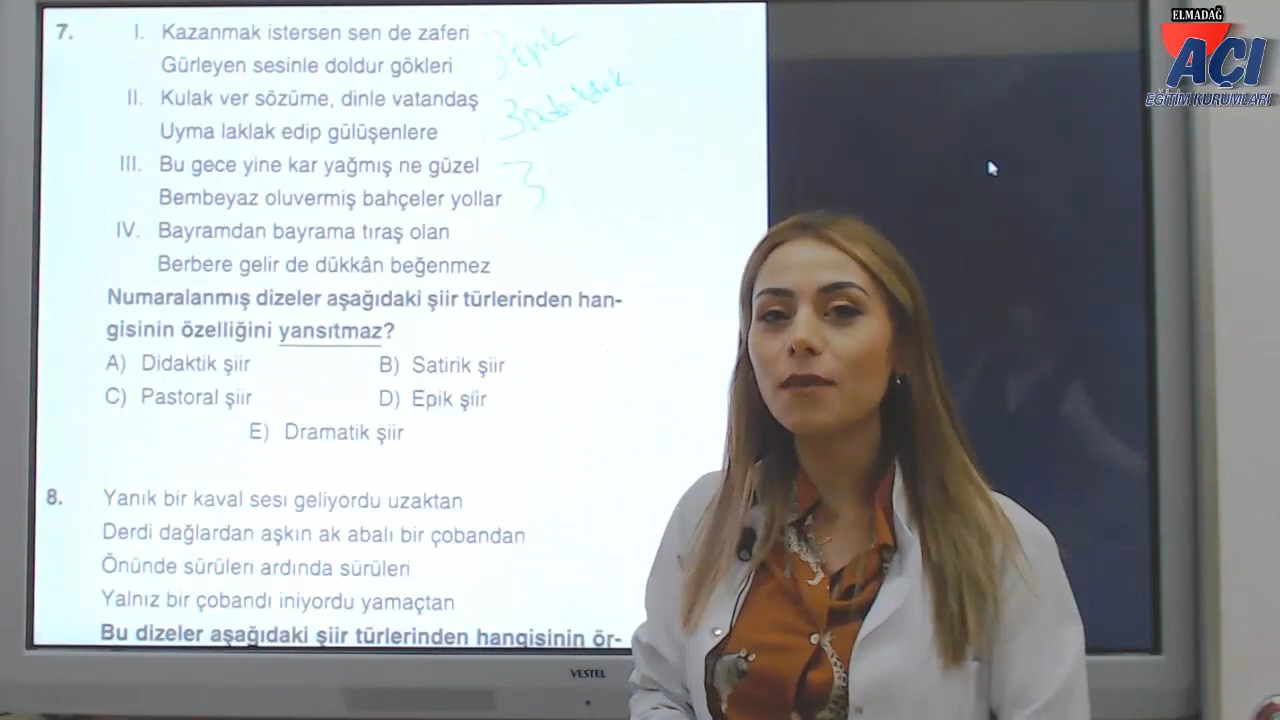 ELMADAĞ
AÇI
EĞİTİM KURUMLARI
7. I. Kazanmak istersen sen de zaferi
Gürleyen sesinle doldur gökleri
Epik
II. Kulak ver sözüme, dinle vatandaş
Uyma laklak edip gülüşenlere
III. Bu gece yine kar yağmış ne güzel
Bembeyaz oluvermiş bahçeler yollar
IV. Bayramdan bayrama tıraş olan
Berbere gelir de dükkân beğenmez
Numaralanmış dizeler aşağıdaki şiir türlerinden han-
gisinin özelliğini yansıtmaz?
A) Didaktik şiir B) Satirik şiir
C) Pastoral şiir D) Epik şiir
E) Dramatik şiir
8. Yanık bir kaval sesi geliyordu uzaktan
Derdi dağlardan aşkın ak abalı bir çobandan
Önünde sürüleri ardında sürüleri
Yalnız bir çobandı iniyordu yamaçtan
Bu dizeler aşağıdaki şiir türlerinden hangisinin ör-
VESTEL